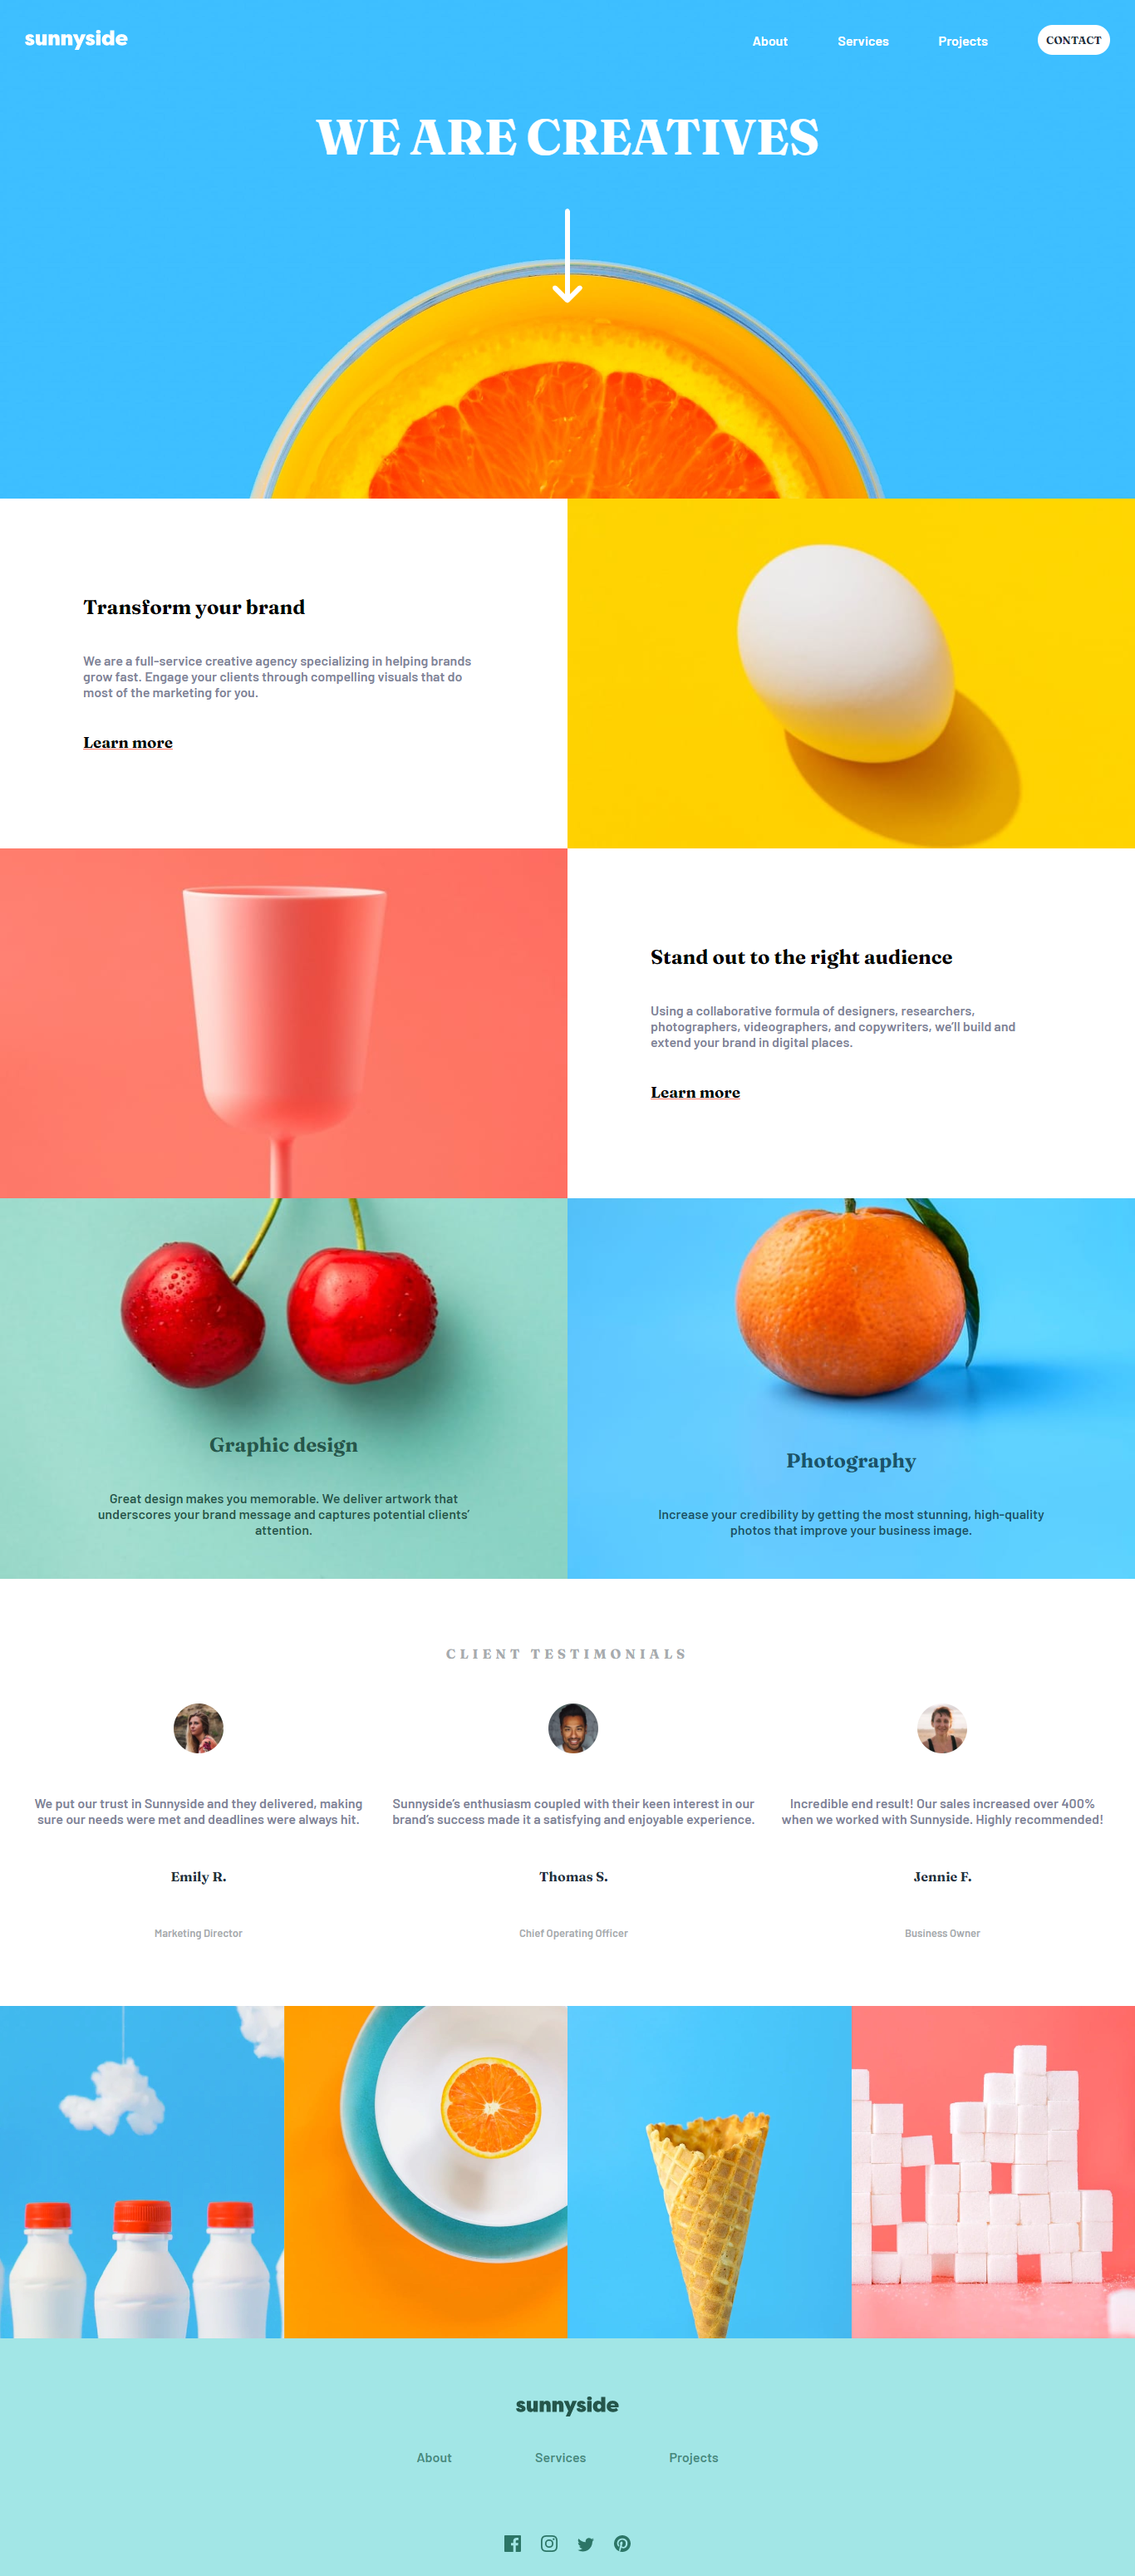 sunnyside
About Services Projects CONTACT
WE ARE CREATIVES
Transform your brand
We are a full-service creative agency specializing in helping brands
grow fast. Engage your clients through compelling visuals that do
most of the marketing for you.
Learn more
Stand out to the right audience
Using a collaborative formula of designers, researchers,
photographers, videographers, and copywriters, we'll build and
extend your brand in digital places.
Learn more
Graphic design
Great design makes you memorable. We deliver artwork that
underscores your brand message and captures potential clients'
attention.
Photography
Increase your credibility by getting the most stunning, high-quality
photos that improve your business image.
CLIENT TESTIMONIALS
We put our trust in Sunnyside and they delivered, making
sure our needs were met and deadlines were always hit.
Emily R.
Marketing Director
Sunnyside's enthusiasm coupled with their keen interest in our
brand's success made it a satisfying and enjoyable experience.
Thomas S.
Chief Operating Officer
Incredible end result! Our sales increased over 400%
when we worked with Sunnyside. Highly recommended!
Jennie F.
Business Owner
sunnyside
About Services Projects